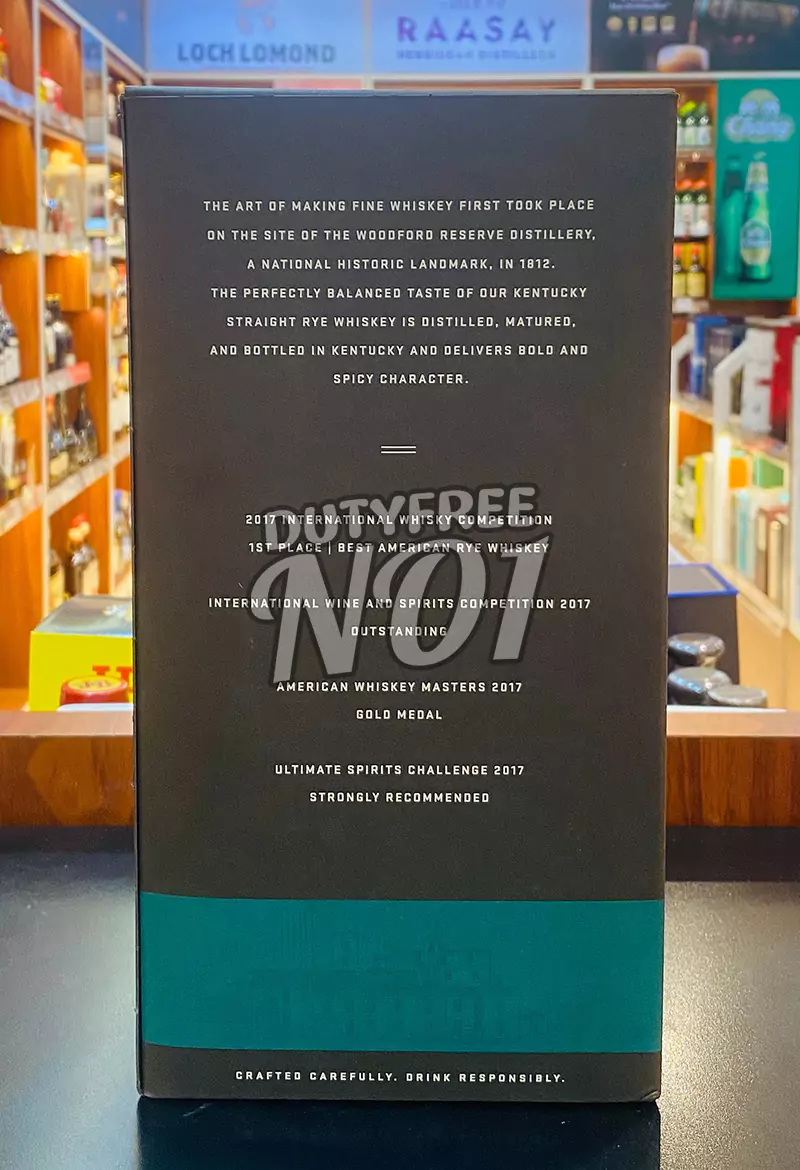 LOCH LOMOND
RAASAY
HEBRIDEAN DISTILLERY
Chang
THE ART OF MAKING FINE WHISKEY FIRST TOOK PLACE
ON THE SITE OF THE WOODFORD RESERVE DISTILLERY,
A NATIONAL HISTORIC LANDMARK, IN 1812.
THE PERFECTLY BALANCED TASTE OF OUR KENTUCKY
STRAIGHT RYE WHISKEY IS DISTILLED, MATURED,
AND BOTTLED IN KENTUCKY AND DELIVERS BOLD AND
SPICY CHARACTER.
DUTYFREE
NO1
2017 INTERNATIONAL WHISKY COMPETITION
1ST PLACE | BEST AMERICAN RYE WHISKEY
INTERNATIONAL WINE AND SPIRITS COMPETITION 2017
OUTSTANDING
AMERICAN WHISKEY MASTERS 2017
GOLD MEDAL
ULTIMATE SPIRITS CHALLENGE 2017
STRONGLY RECOMMENDED
CRAFTED CAREFULLY. DRINK RESPONSIBLY.